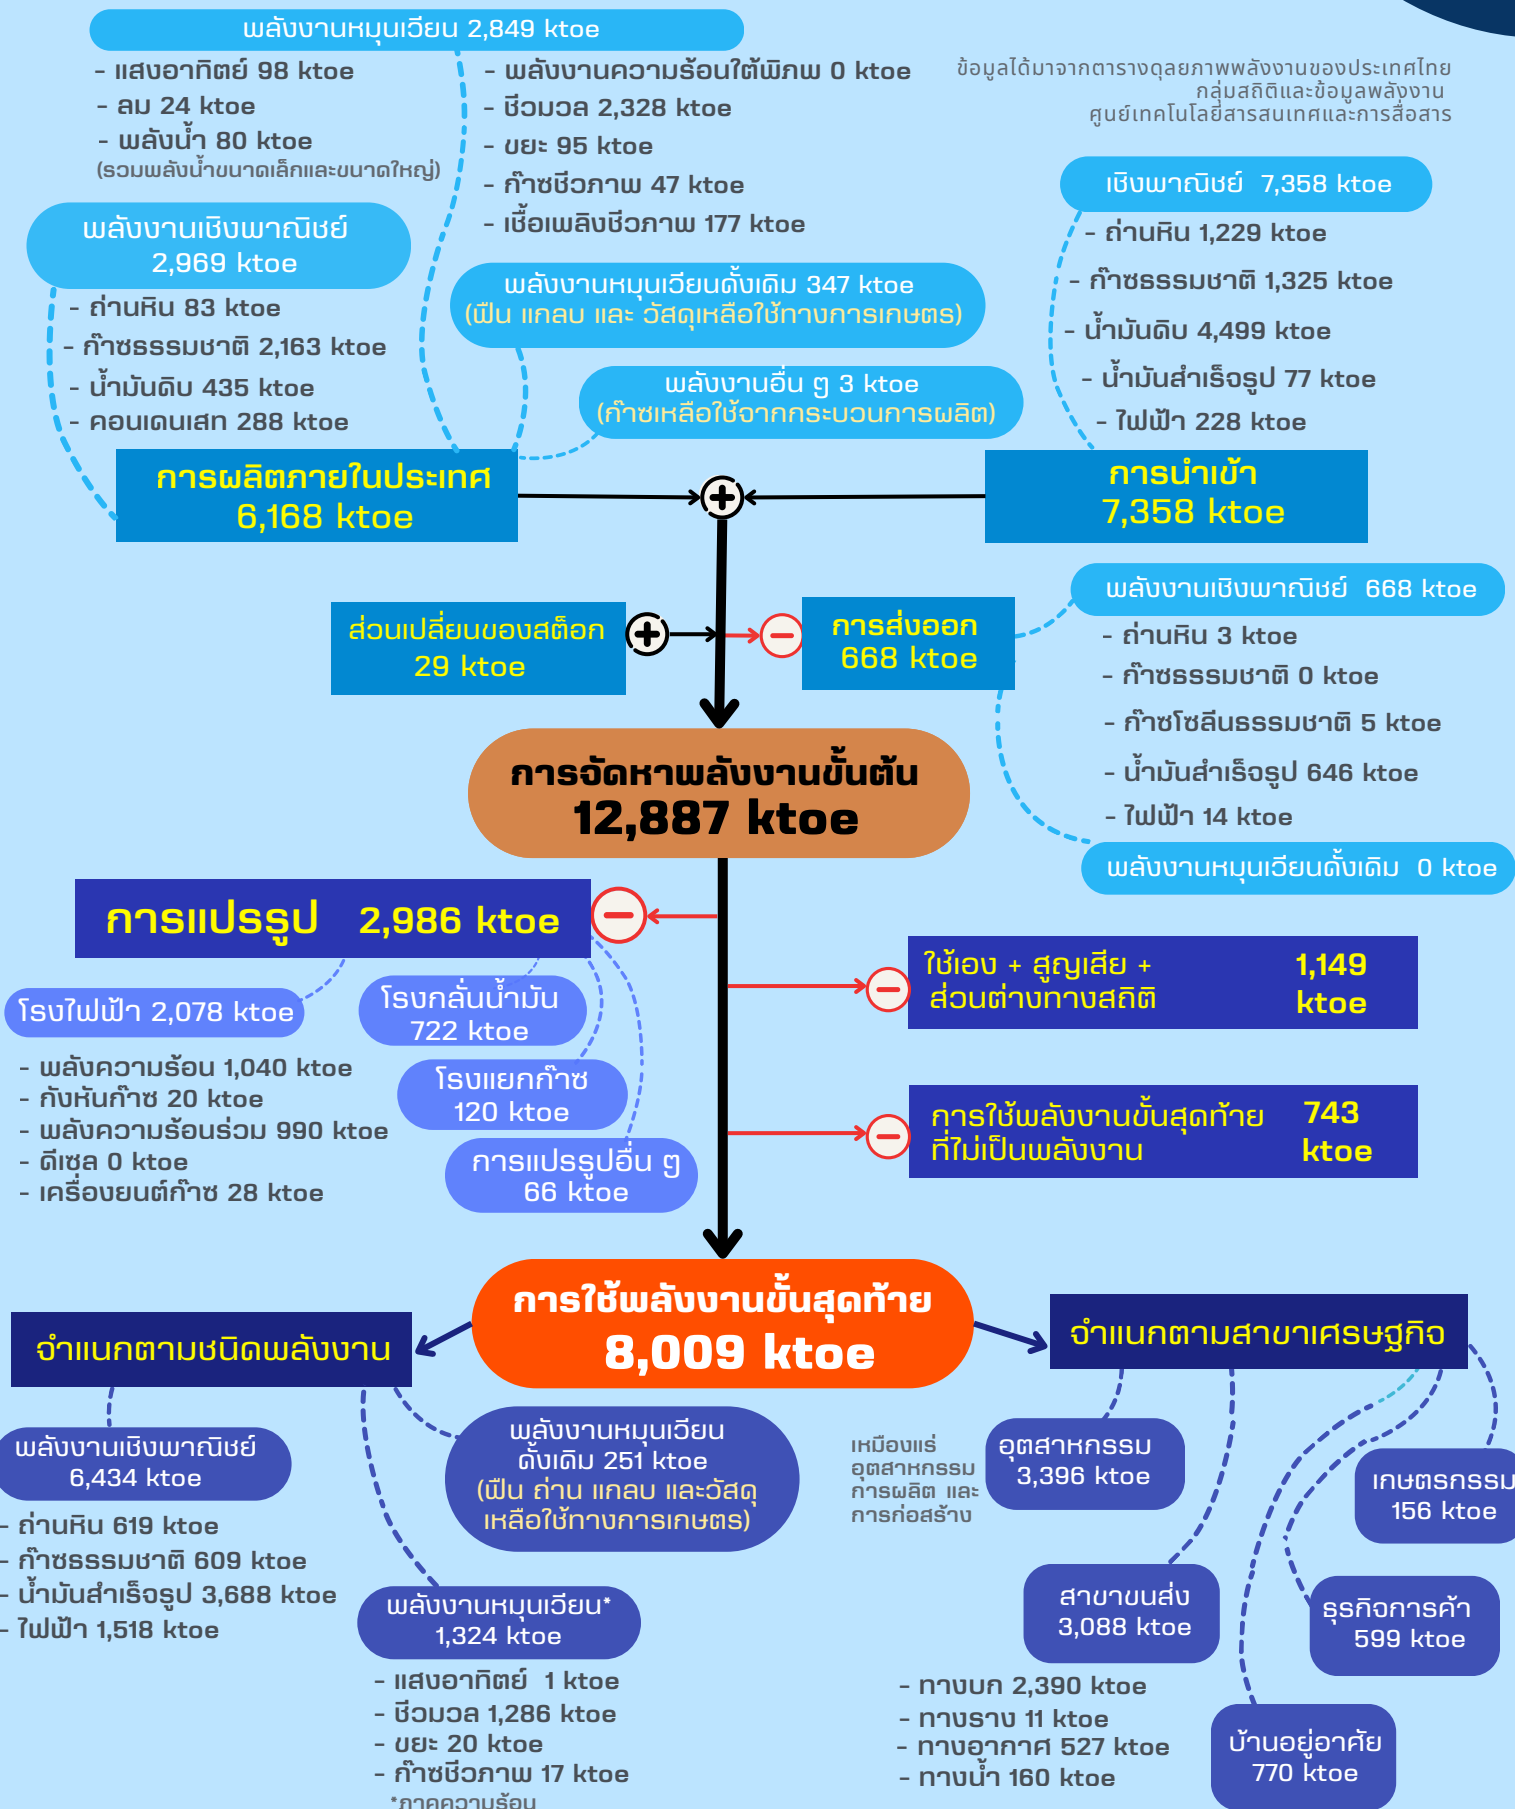 พลังงานหมุนเวียน 2,849 ktoe
- แสงอาทิตย์ 98 ktoe
- ลม 24 ktoe
- พลังน้ำ 80 ktoe
(รวมพลังน้ำขนาดเล็กและขนาดใหญ่)
- พลังงานความร้อนใต้พิภพ 0 ktoe
- ชีวมวล 2,328 ktoe
- ขยะ 95 ktoe
- ก๊าซชีวภาพ 47 ktoe
- เชื้อเพลิงชีวภาพ 177 ktoe
ข้อมูลได้มาจากตารางดุลยภาพพลังงานของประเทศไทย
กลุ่มสถิติและข้อมูลพลังงาน
ศูนย์เทคโนโลยีสารสนเทศและการสื่อสาร
พลังงานเชิงพาณิชย์
2,969 ktoe
- ถ่านหิน 83 ktoe
- ก๊าซธรรมชาติ 2,163 ktoe
- น้ำมันดิบ 435 ktoe
- คอนเดนเสท 288 ktoe
พลังงานหมุนเวียนดั้งเดิม 347 ktoe
(ฟืน แกลบ และ วัสดุเหลือใช้ทางการเกษตร)
พลังงานอื่น ๆ 3 ktoe
(ก๊าซเหลือใช้จากกระบวนการผลิต)
เชิงพาณิชย์ 7,358 ktoe
- ถ่านหิน 1,229 ktoe
- ก๊าซธรรมชาติ 1,325 ktoe
- น้ำมันดิบ 4,499 ktoe
- น้ำมันสำเร็จรูป 77 ktoe
- ไฟฟ้า 228 ktoe
การผลิตภายในประเทศ
6,168 ktoe
การนำเข้า
7,358 ktoe
ส่วนเปลี่ยนของสต็อก
29 ktoe
การส่งออก
668 ktoe
พลังงานเชิงพาณิชย์ 668 ktoe
- ถ่านหิน 3 ktoe
- ก๊าซธรรมชาติ 0 ktoe
- ก๊าซโซลีนธรรมชาติ 5 ktoe
- น้ำมันสำเร็จรูป 646 ktoe
- ไฟฟ้า 14 ktoe
พลังงานหมุนเวียนดั้งเดิม 0 ktoe
การจัดหาพลังงานขั้นต้น
12,887 ktoe
การแปรรูป 2,986 ktoe
โรงไฟฟ้า 2,078 ktoe
- พลังความร้อน 1,040 ktoe
- กังหันก๊าซ 20 ktoe
- พลังความร้อนร่วม 990 ktoe
- ดีเซล 0 ktoe
- เครื่องยนต์ก๊าซ 28 ktoe
โรงกลั่นน้ำมัน
722 ktoe
โรงแยกก๊าซ
120 ktoe
การแปรรูปอื่น ๆ
66 ktoe
ใช้เอง + สูญเสีย +
ส่วนต่างทางสถิติ
1,149
ktoe
การใช้พลังงานขั้นสุดท้าย
ที่ไม่เป็นพลังงาน
743
ktoe
การใช้พลังงานขั้นสุดท้าย
8,009 ktoe
จำแนกตามชนิดพลังงาน
พลังงานเชิงพาณิชย์
6,434 ktoe
- ถ่านหิน 619 ktoe
- ก๊าซธรรมชาติ 609 ktoe
- น้ำมันสำเร็จรูป 3,688 ktoe
- ไฟฟ้า 1,518 ktoe
พลังงานหมุนเวียน
ดั้งเดิม 251 ktoe
(ฟืน ถ่าน แกลบ และวัสดุ
เหลือใช้ทางการเกษตร)
พลังงานหมุนเวียน*
1,324 ktoe
- แสงอาทิตย์ 1 ktoe
- ชีวมวล 1,286 ktoe
- ขยะ 20 ktoe
- ก๊าซชีวภาพ 17 ktoe
*ภาคความร้อน
จำแนกตามสาขาเศรษฐกิจ
เหมืองแร่
อุตสาหกรรม
การผลิต และ
การก่อสร้าง
อุตสาหกรรม
3,396 ktoe
เกษตรกรรม
156 ktoe
สาขาขนส่ง
3,088 ktoe
- ทางบก 2,390 ktoe
- ทางราง 11 ktoe
- ทางอากาศ 527 ktoe
- ทางน้ำ 160 ktoe
ธุรกิจการค้า
599 ktoe
บ้านอยู่อาศัย
770 ktoe